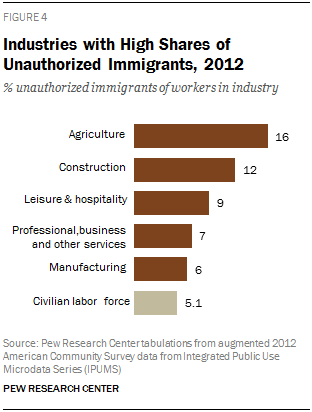 FIGURE 4
Industries with High Shares of
Unauthorized Immigrants, 2012
% unauthorized immigrants of workers in industry
Agriculture 16
Construction 12
Leisure & hospitality 9
Professional, business
and other services 7
Manufacturing 6
Civilian labor force 5.1
Source: Pew Research Center tabulations from augmented 2012
American Community Survey data from Integrated Public Use
Microdata Series (IPUMS)
PEW RESEARCH CENTER